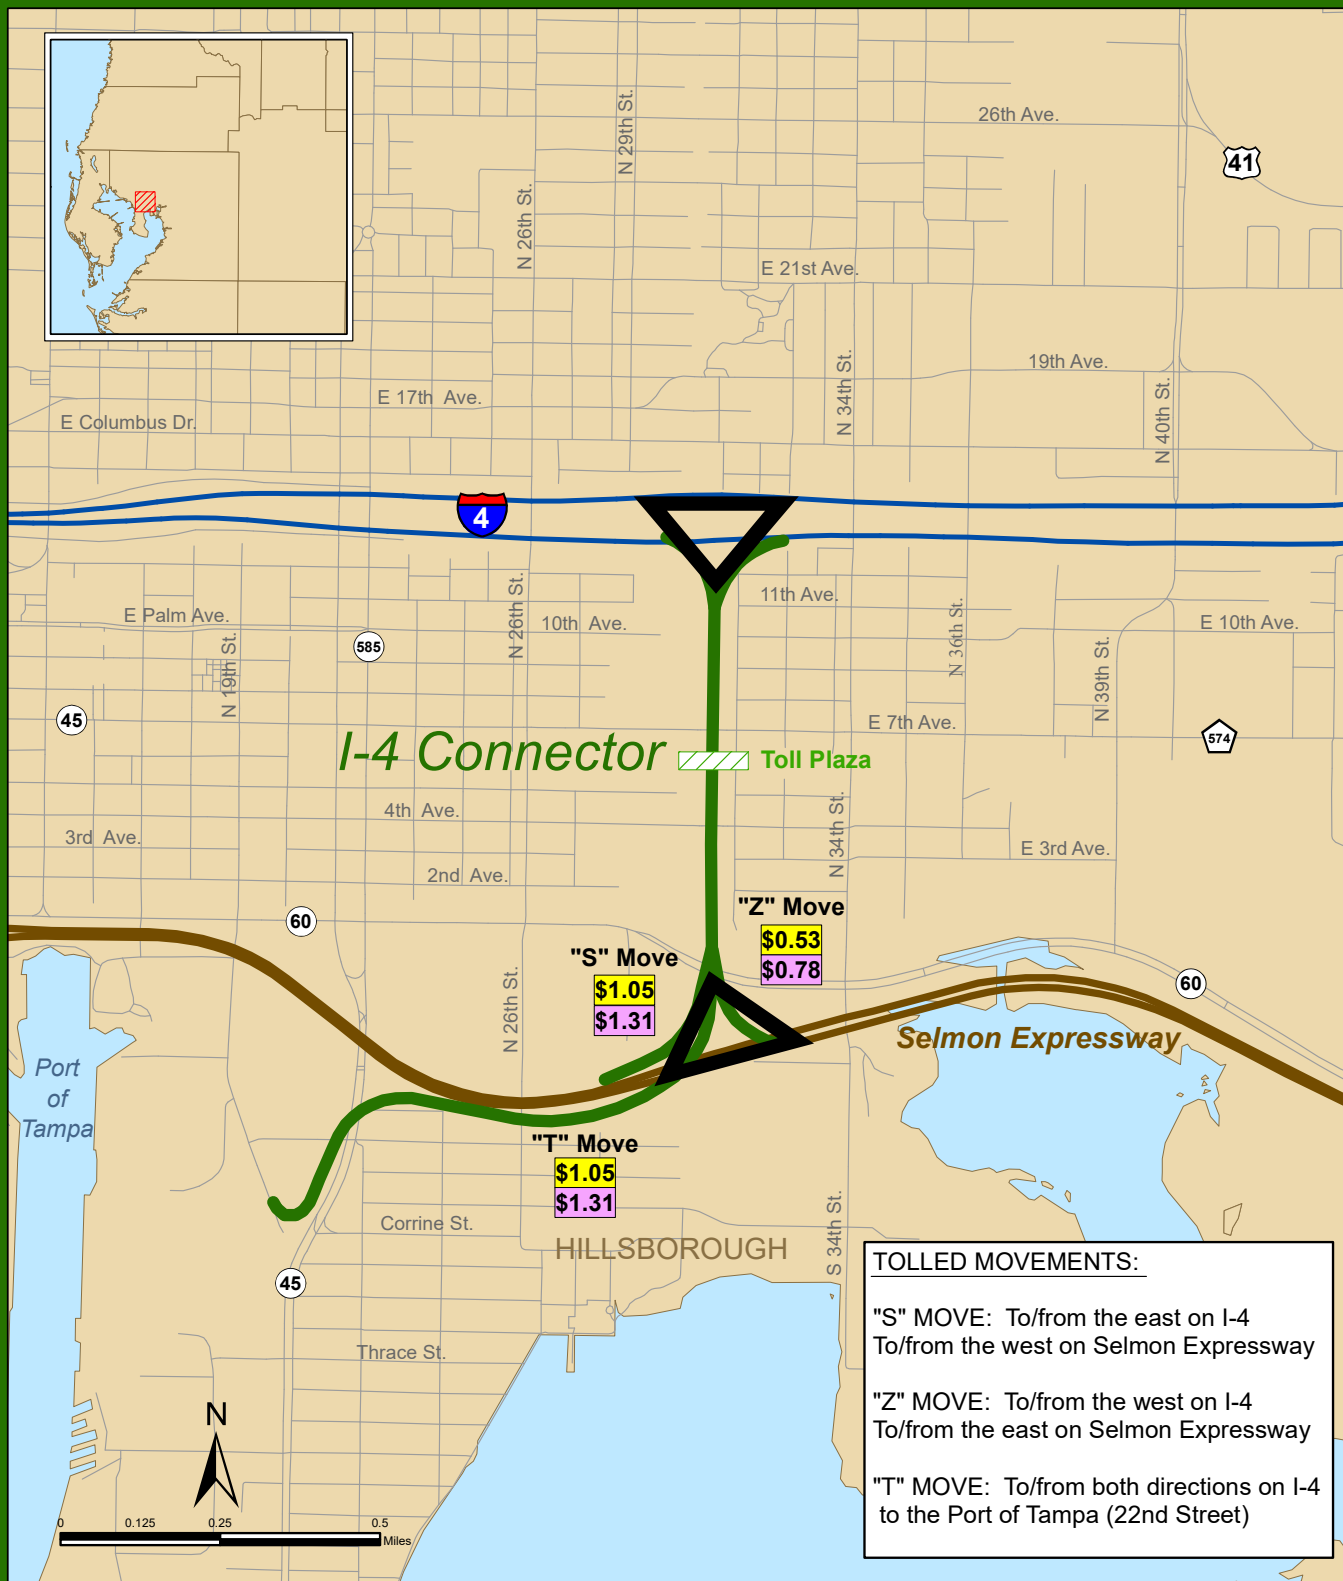 26th Ave.
41
N 29th St.
N 26th St.
E 21st Ave.
19th Ave.
N 34th St.
N 40th St.
E 17th Ave.
E Columbus Dr.
4
11th Ave.
E Palm Ave.
10th Ave.
E 10th Ave.
N 26th St.
N 36th St.
585
N 19th St.
N 39th St.
45
E 7th Ave.
574
I-4 Connector
Toll Plaza
4th Ave.
3rd Ave.
N 34th St.
E 3rd Ave.
2nd Ave.
60
"Z" Move
$0.53
$0.78
"S" Move
$1.05
$1.31
N 26th St.
60
Selmon Expressway
Port
of
Tampa
"T" Move
$1.05
$1.31
Corrine St.
HILLSBOROUGH
S 34th St.
45
Thrace St.
TOLLED MOVEMENTS:
"S" MOVE: To/from the east on I-4
To/from the west on Selmon Expressway
"Z" MOVE: To/from the west on I-4
To/from the east on Selmon Expressway
"T" MOVE: To/from both directions on I-4
to the Port of Tampa (22nd Street)
N
0 0.125 0.25 0.5
Miles